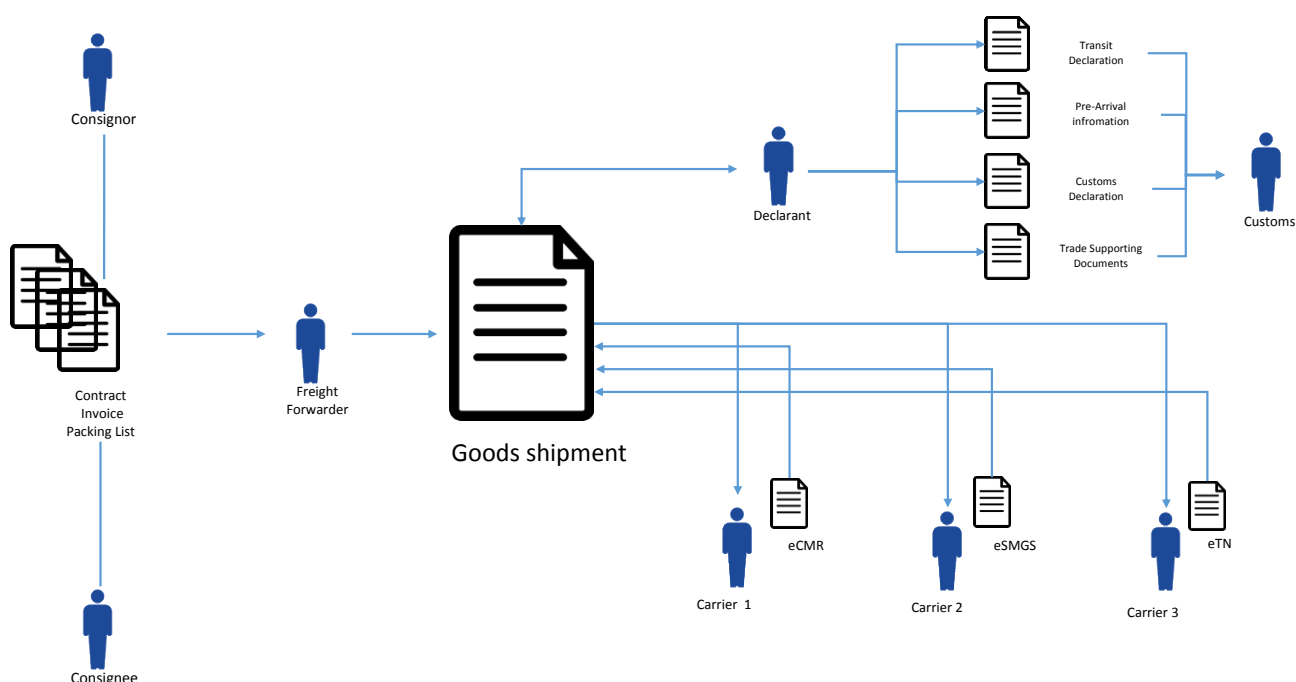 Consignor
Contract
Invoice
Packing List
Consignee
Freight
Forwarder
Goods shipment
Declarant
Transit
Declaration
Pre-Arrival
infromation
Customs
Declaration
Trade Supporting
Documents
Customs
eCMR
Carrier 1
eSMGS
Carrier 2
eTN
Carrier 3